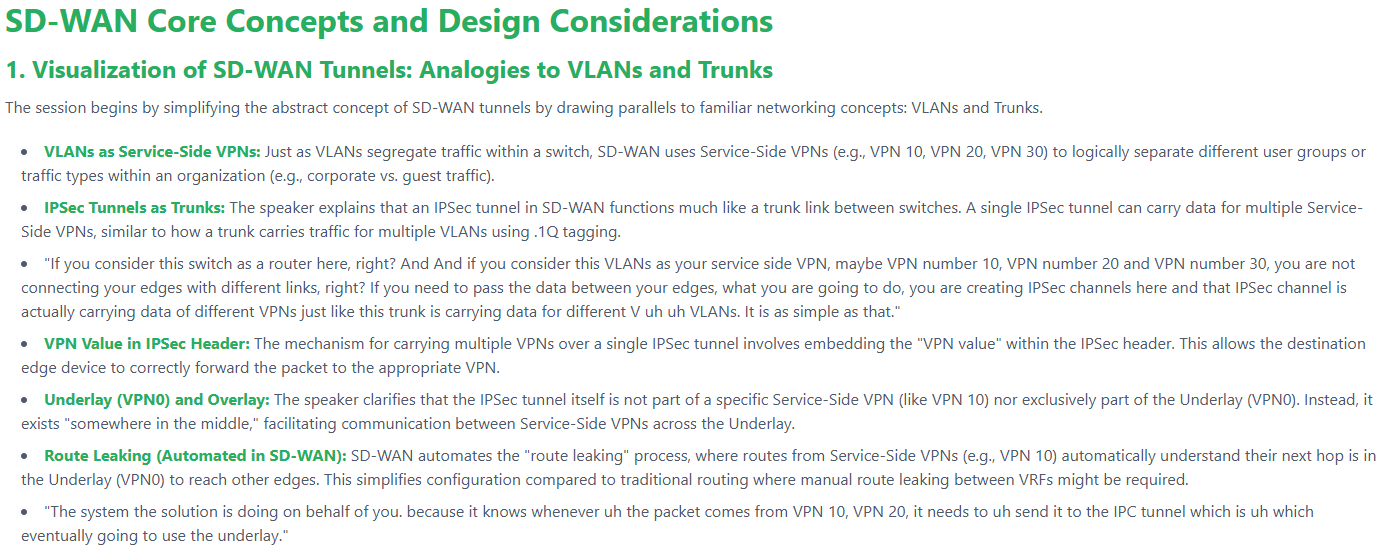 SD-WAN Core Concepts and Design Considerations
1. Visualization of SD-WAN Tunnels: Analogies to VLANs and Trunks
The session begins by simplifying the abstract concept of SD-WAN tunnels by drawing parallels to familiar networking concepts: VLANs and Trunks.
• VLANs as Service-Side VPNs: Just as VLANs segregate traffic within a switch, SD-WAN uses Service-Side VPNs (e.g., VPN 10, VPN 20, VPN 30) to logically separate different user groups or
traffic types within an organization (e.g., corporate vs. guest traffic).
• IPSec Tunnels as Trunks: The speaker explains that an IPSec tunnel in SD-WAN functions much like a trunk link between switches. A single IPSec tunnel can carry data for multiple Service-
Side VPNs, similar to how a trunk carries traffic for multiple VLANs using .1Q tagging.
• "If you consider this switch as a router here, right? And And if you consider this VLANs as your service side VPN, maybe VPN number 10, VPN number 20 and VPN number 30, you are not
connecting your edges with different links, right? If you need to pass the data between your edges, what you are going to do, you are creating IPSec channels here and that IPSec channel is
actually carrying data of different VPNs just like this trunk is carrying data for different V uh uh VLANs. It is as simple as that."
• VPN Value in IPSec Header: The mechanism for carrying multiple VPNs over a single IPSec tunnel involves embedding the "VPN value" within the IPSec header. This allows the destination
edge device to correctly forward the packet to the appropriate VPN.
• Underlay (VPN0) and Overlay: The speaker clarifies that the IPSec tunnel itself is not part of a specific Service-Side VPN (like VPN 10) nor exclusively part of the Underlay (VPN0). Instead, it
exists "somewhere in the middle," facilitating communication between Service-Side VPNs across the Underlay.
• Route Leaking (Automated in SD-WAN): SD-WAN automates the "route leaking" process, where routes from Service-Side VPNs (e.g., VPN 10) automatically understand their next hop is in
the Underlay (VPN0) to reach other edges. This simplifies configuration compared to traditional routing where manual route leaking between VRFs might be required.
• "The system the solution is doing on behalf of you. because it knows whenever uh the packet comes from VPN 10, VPN 20, it needs to uh send it to the IPC tunnel which is uh which
eventually going to use the underlay."